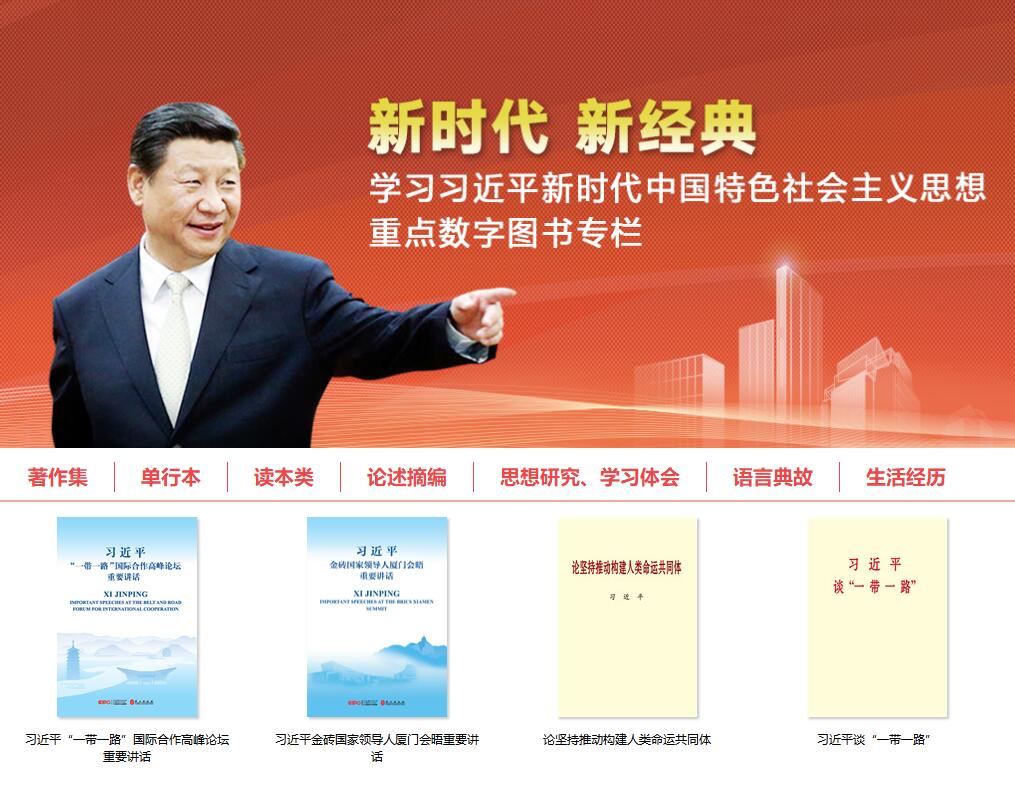 新时代 新经典
学习习近平新时代中国特色社会主义思想
重点数字图书专栏
著作集
单行本
读本类
论述摘编
思想研究、学习体会
语言典故
生活经历
习近平
“一带一路”国际合作高峰论坛
重要讲话
XI JINPING
IMPORTANT SPEECHES AT THE BELT AND ROAD
FORUM FOR INTERNATIONAL COOPERATION
习近平
金砖国家领导人厦门会晤
重要讲话
XI JINPING
IMPORTANT SPEECHES AT THE BRICS XIAMEN
SUMMIT
论坚持推动构建人类命运共同体
习 近 平
习 近 平
谈“一带一路”
习近平“一带一路”国际合作高峰论坛
重要讲话
习近平金砖国家领导人厦门会晤重要讲
话
论坚持推动构建人类命运共同体
习近平谈“一带一路”